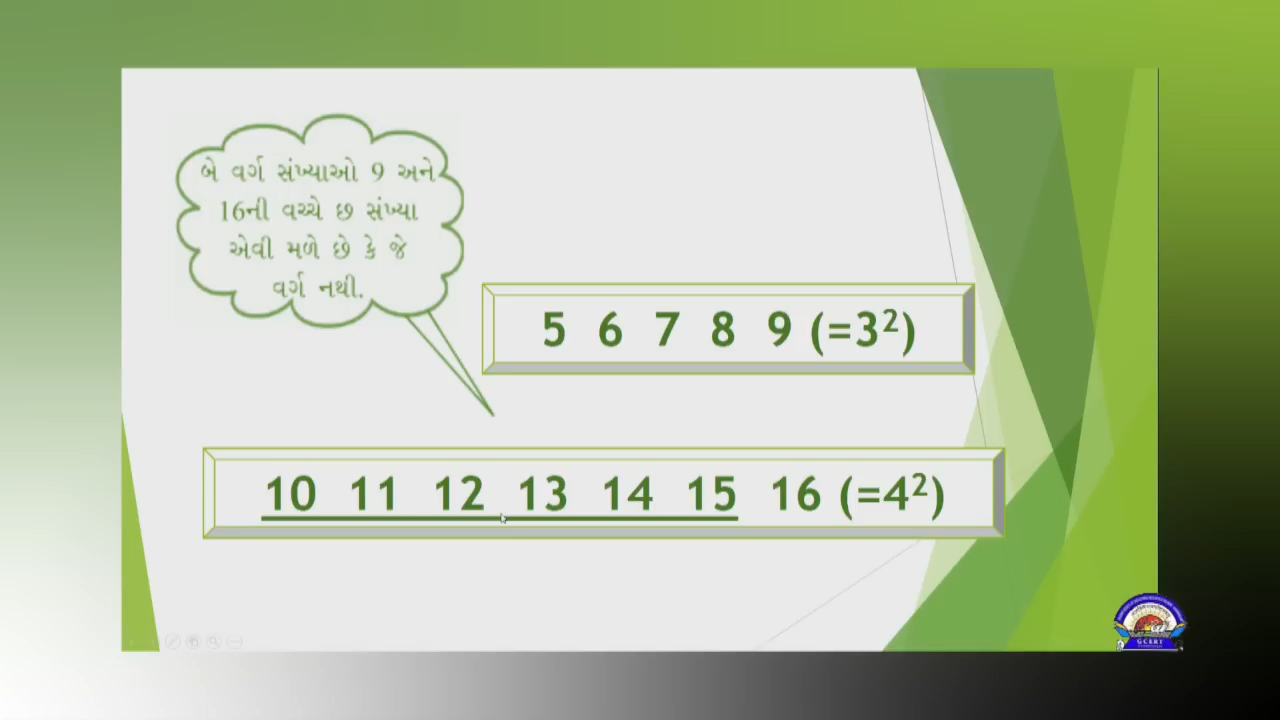 બે વર્ગ સંખ્યાઓ 9 અને
16ની વચ્ચે છ સંખ્યા
એવી મળે છે કે જે
વર્ગ નથી.
5 6 7 8 9 (=3²)
10 11 12 13 14 15 16 (=4²)
GCERT